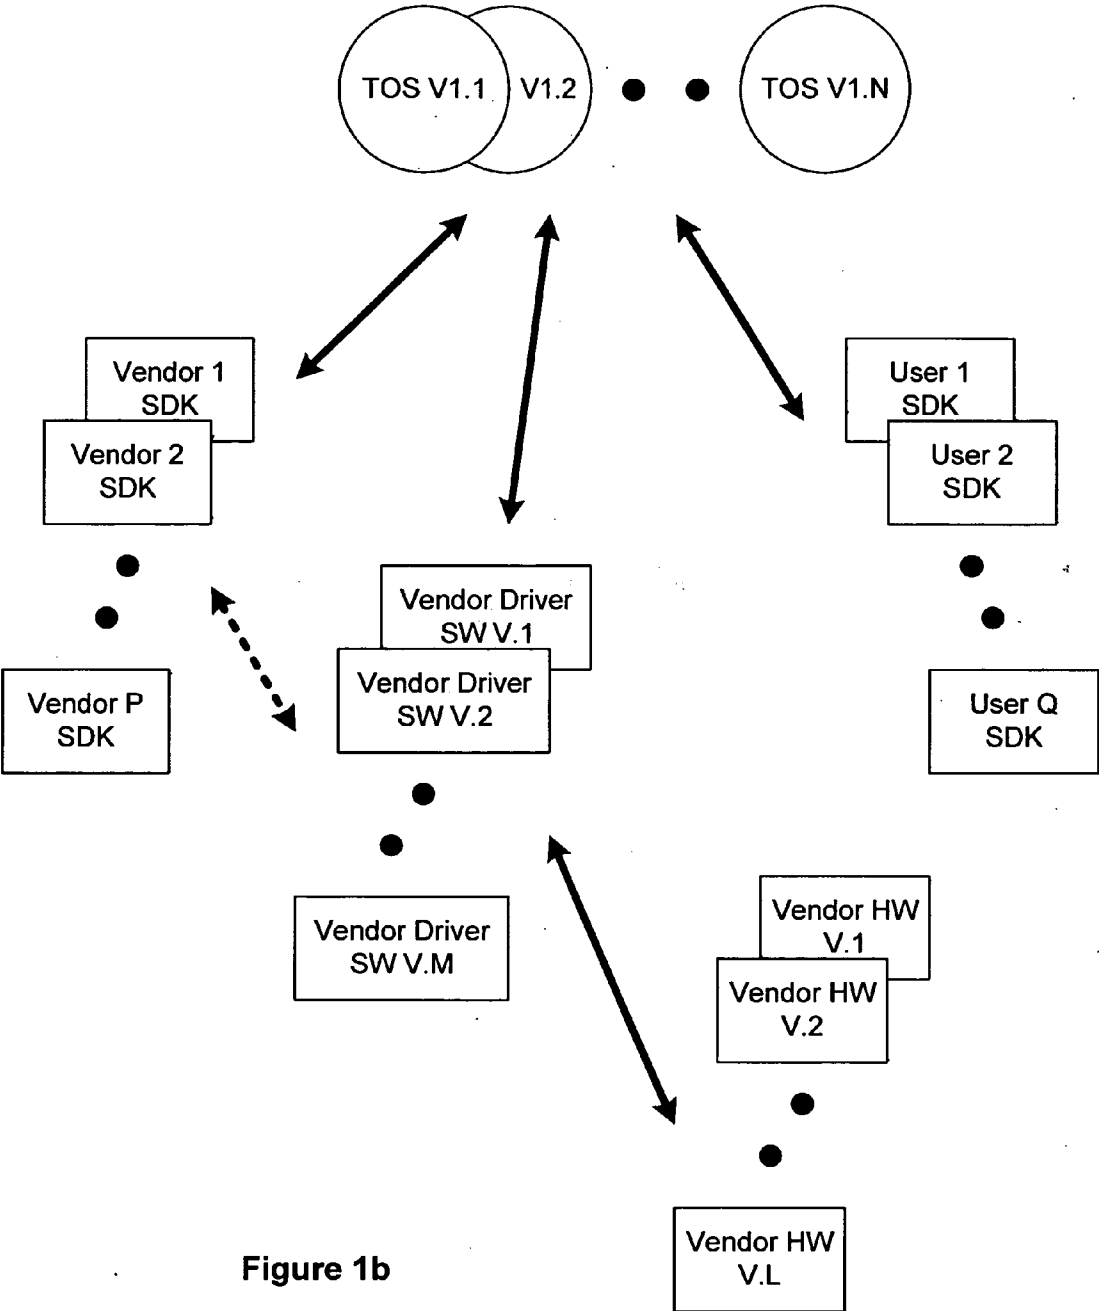 TOS V1.1
V1.2
TOS V1.N
Vendor 1
SDK
Vendor 2
SDK
Vendor P
SDK
User 1
SDK
User 2
SDK
User Q
SDK
Vendor Driver
SW V.1
Vendor Driver
SW V.2
Vendor Driver
SW V.M
Vendor HW
V.1
Vendor HW
V.2
Vendor HW
V.L
Figure 1b